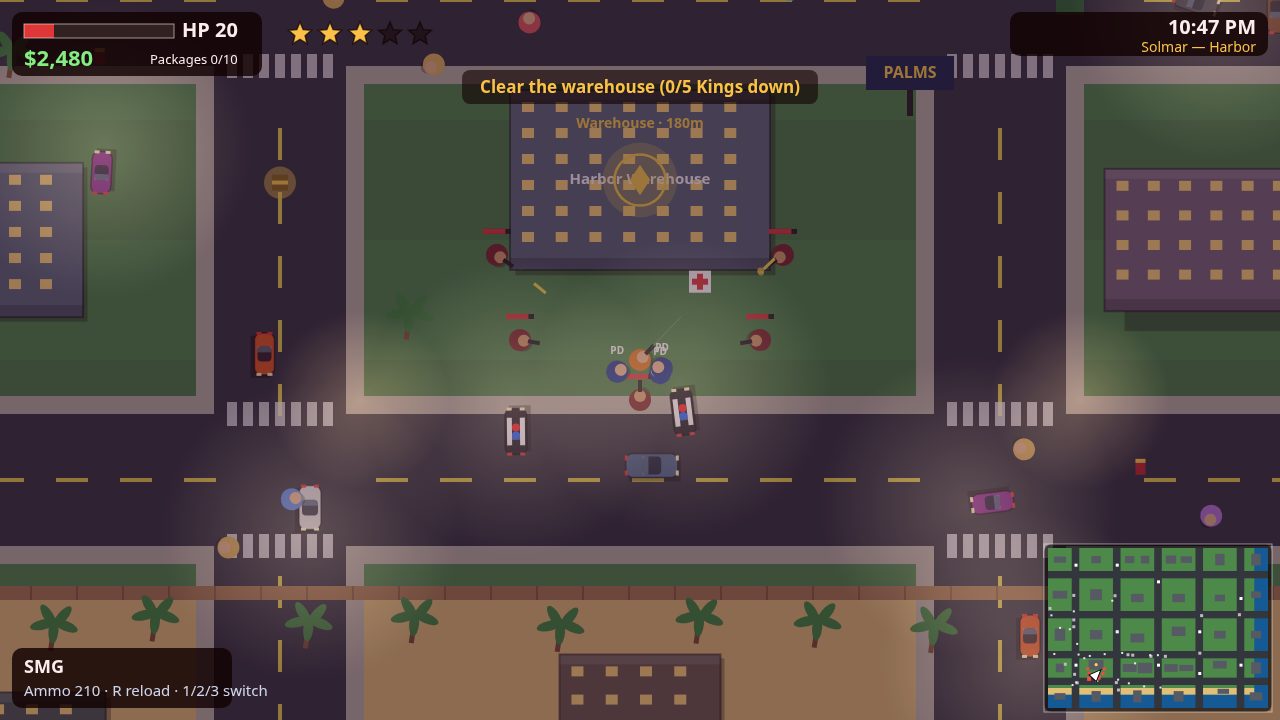 HP 20
$2,480
Packages 0/10
10:47 PM
Solmar — Harbor
PALMS
Clear the warehouse (0/5 Kings down)
Warehouse · 180m
Harbor Warehouse
PD
PD
PD
SMG
Ammo 210 · R reload · 1/2/3 switch